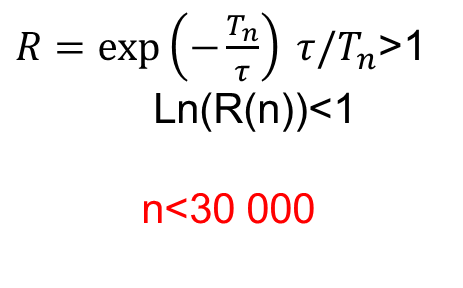 R = exp(−Tₙ/τ) τ/Tₙ>1
Ln(R(n))<1
n<30 000